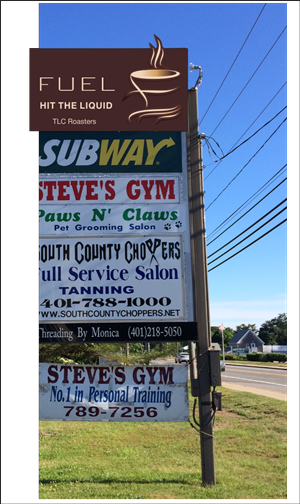 FUEL
HIT THE LIQUID
TLC Roasters
SUBWAY
STEVE'S GYM
Paws N' Claws
Pet Grooming Salon
SOUTH COUNTY CHOPPERS
Full Service Salon
TANNING
401-788-1000
WWW.SOUTHCOUNTYCHOPPERS.NET
Threading By Monica (401)218-5050
STEVE'S GYM
No.1 in Personal Training
789-7256